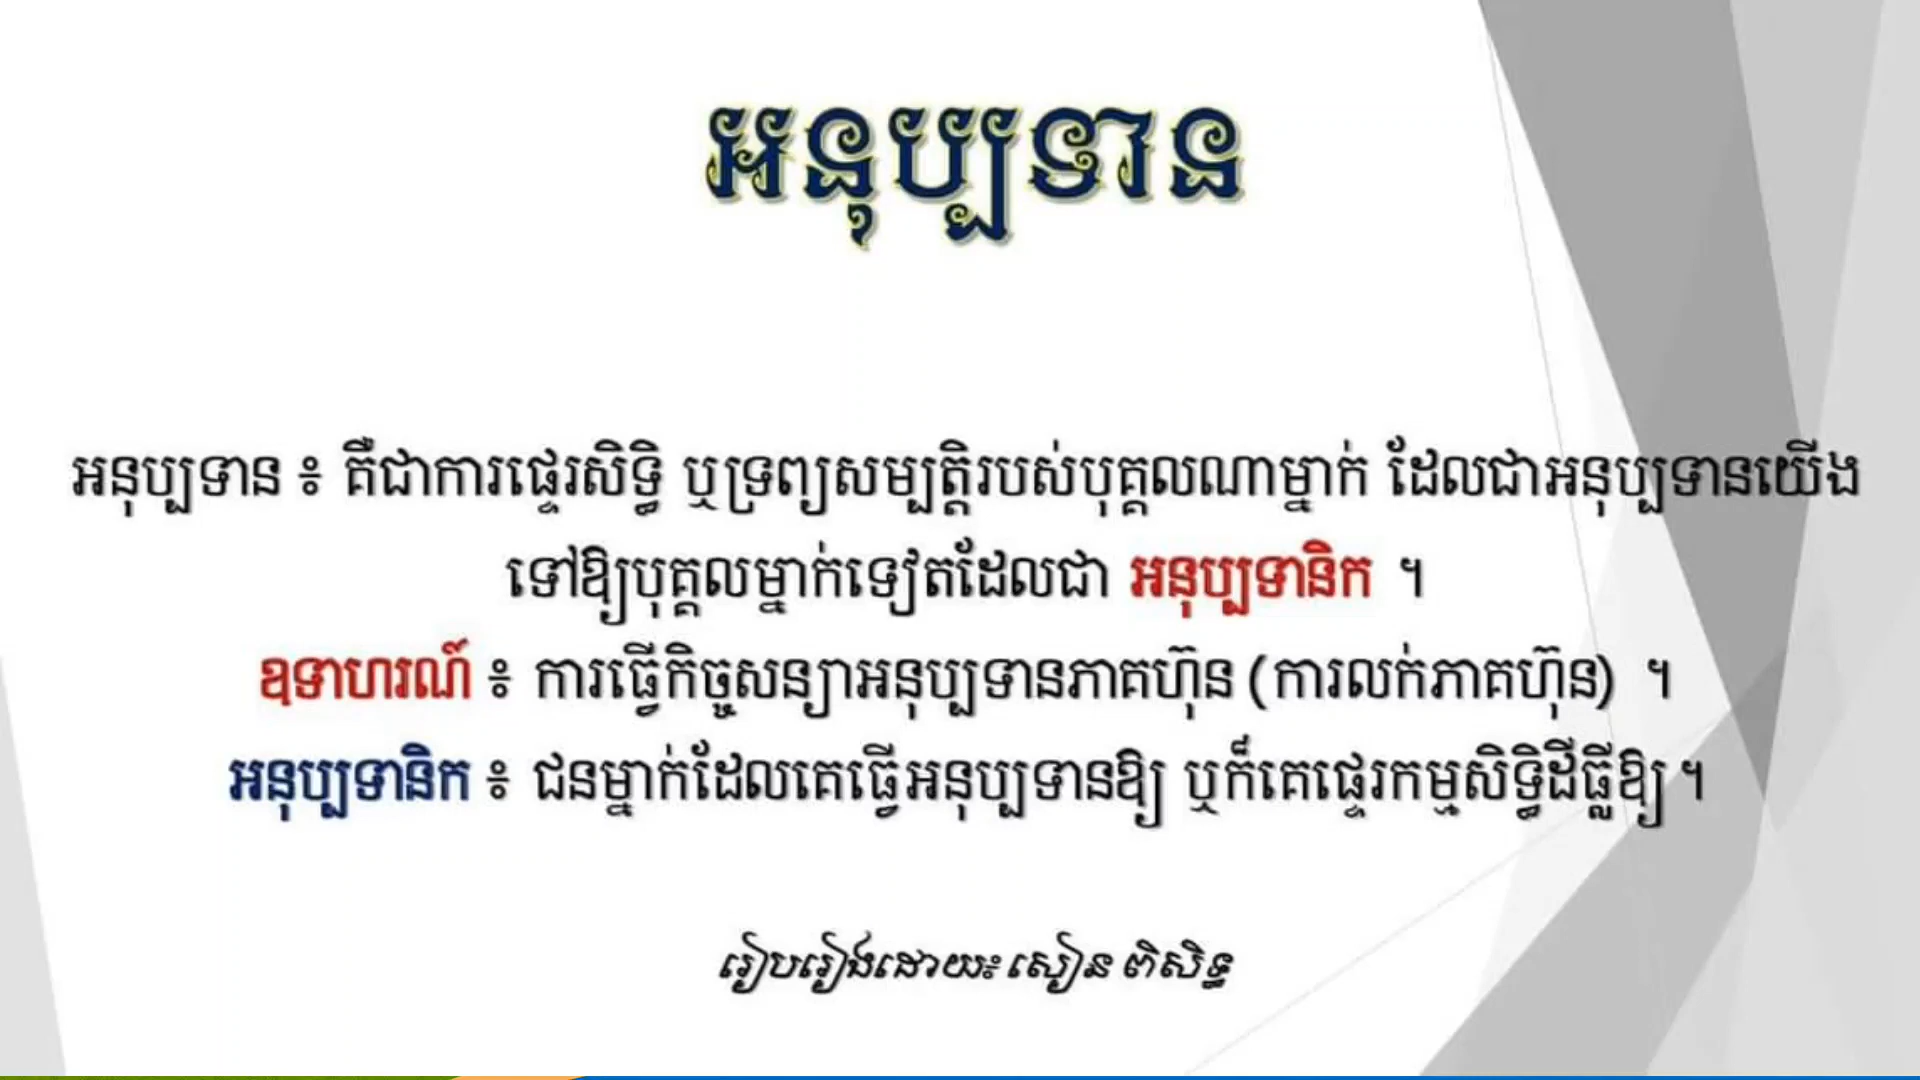 អនុប្បទាន
អនុប្បទាន ៖ គឺជាការផ្ទេរសិទ្ធិ ឬទ្រព្យសម្បត្តិរបស់បុគ្គលណាម្នាក់ ដែលជាអនុប្បទានយើង
ទៅឱ្យបុគ្គលម្នាក់ទៀតដែលជា អនុប្បទានិក ។
ឧទាហរណ៍ ៖ ការធ្វើកិច្ចសន្យាអនុប្បទានភាគហ៊ុន (ការលក់ភាគហ៊ុន) ។
អនុប្បទានិក ៖ ជនម្នាក់ដែលគេធ្វើអនុប្បទានឱ្យ ឬក៏គេផ្ទេរកម្មសិទ្ធិដីធ្លីឱ្យ ។
រៀបរៀងដោយ៖ សៀន ពិសិទ្ធ